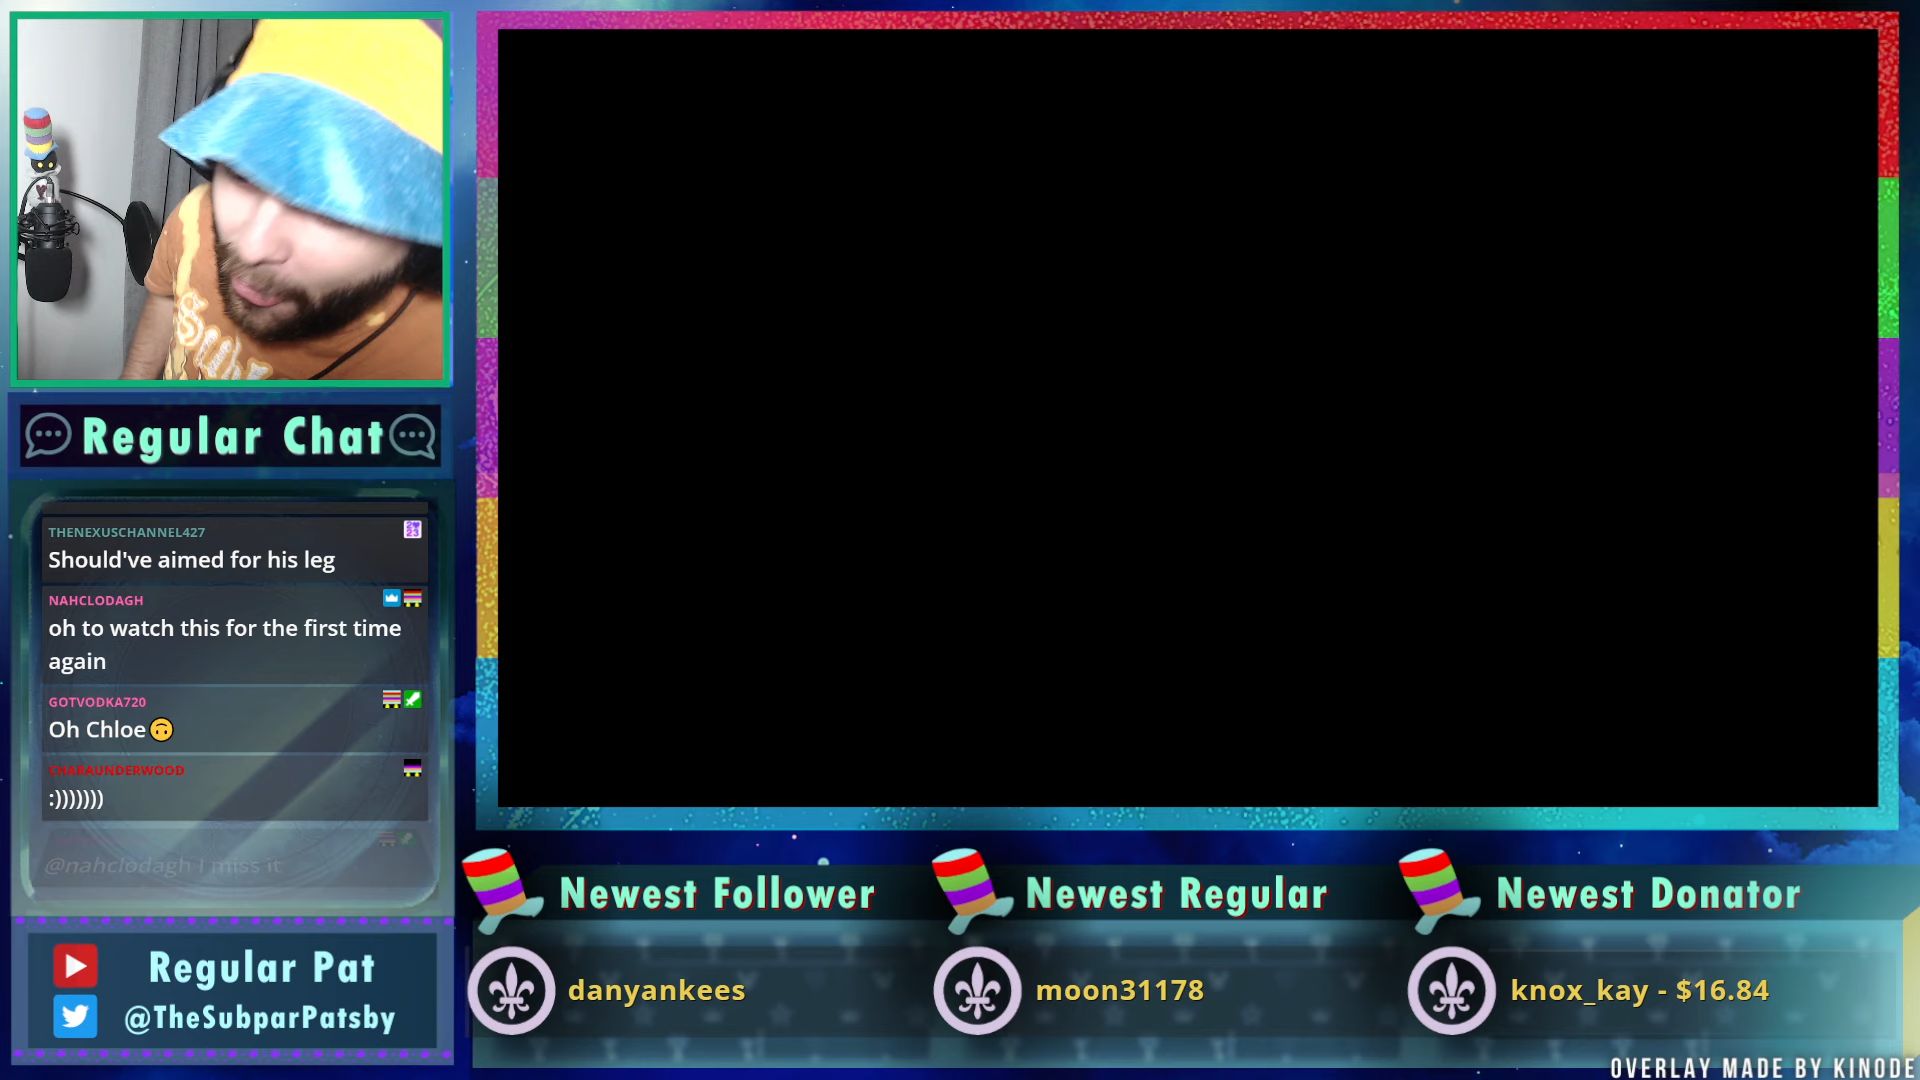 Regular Chat
THENEXUSCHANNEL427
Should've aimed for his leg
NAHCLODAGH
oh to watch this for the first time
again
GOTVODKA720
Oh Chloe🙃
CHARAUNDERWOOD
:)))))))
@nahclodagh I miss it
Regular Pat
@TheSubparPatsby
Newest Follower
danyankees
Newest Regular
moon31178
Newest Donator
knox_kay - $16.84
OVERLAY MADE BY KINODE